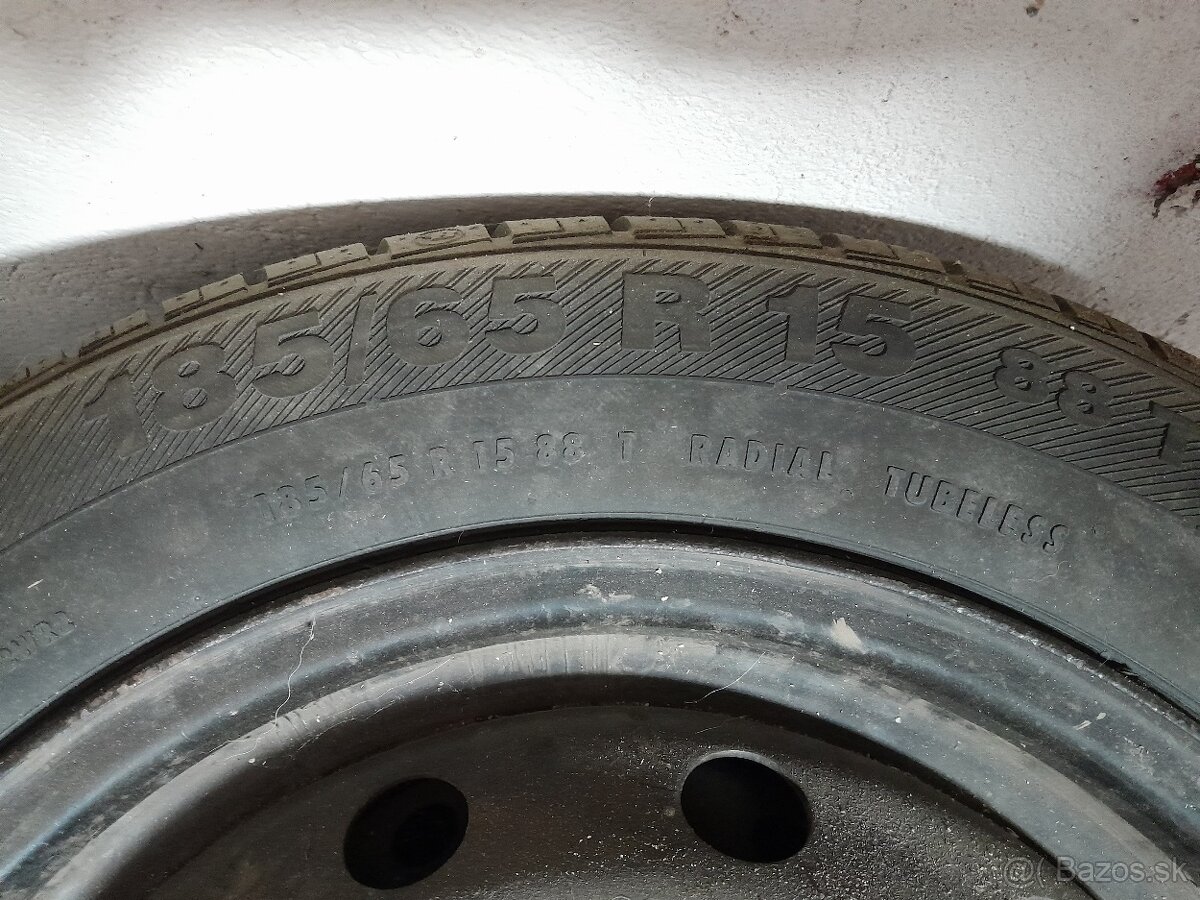 185/65 R 15 88 T
185/65 R 15 88 T RADIAL TUBELESS
@( Bazos.sk